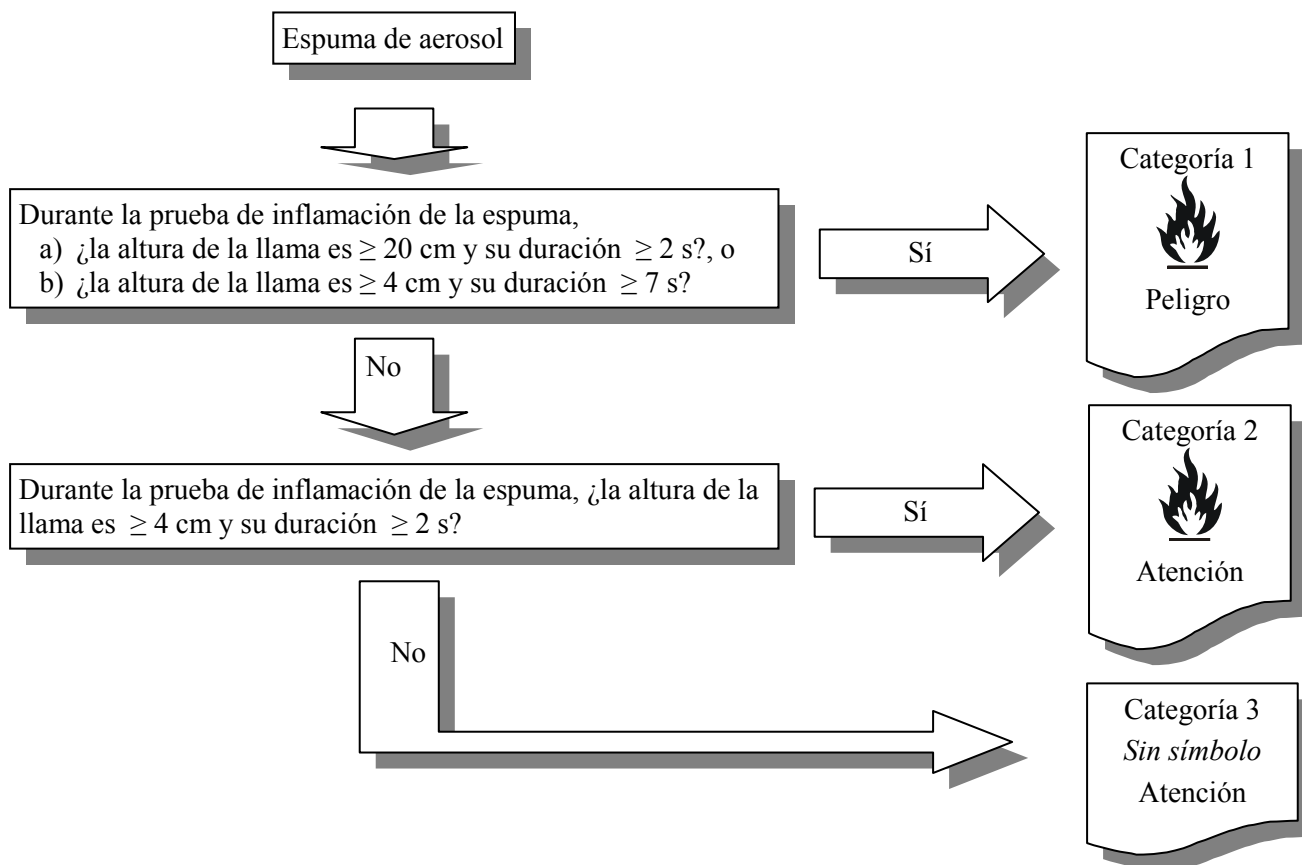 Espuma de aerosol
Categoría 1
Durante la prueba de inflamación de la espuma,
a) ¿la altura de la llama es ≥ 20 cm y su duración ≥ 2 s?, o
b) ¿la altura de la llama es ≥ 4 cm y su duración ≥ 7 s?
Sí
Peligro
No
Categoría 2
Durante la prueba de inflamación de la espuma, ¿la altura de la
llama es ≥ 4 cm y su duración ≥ 2 s?
Sí
Atención
No
Categoría 3
Sin símbolo
Atención